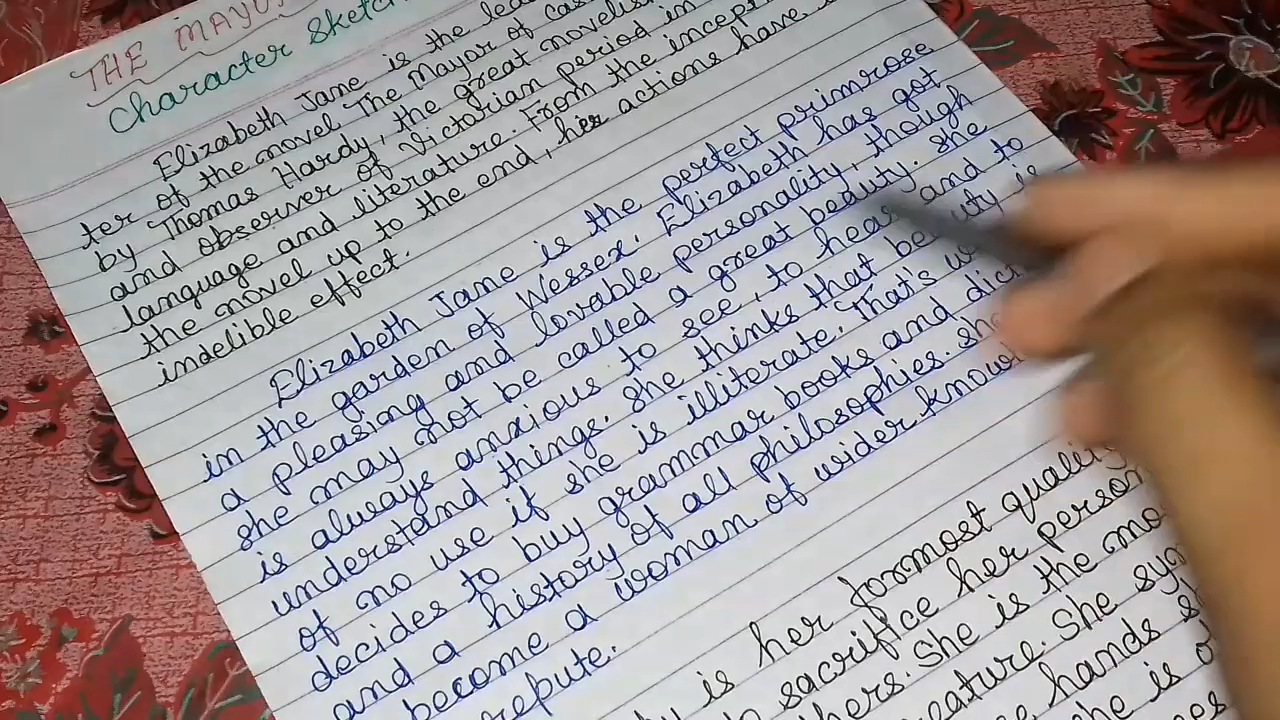 THE MAYO
Character Sketch
Elizabeth Jane is the lea
ter of the novel The Mayor of Cas
by Thomas Hardy, the great novelis
and observer of Victorian period in
language and literature. From the incep
the novel up to the end, her actions have
indelible effect.
Elizabeth Jane is the perfect primrose
in the garden of Wessex. Elizabeth has got
a pleasing and lovable personality, though
she may not be called a great beauty. She
is always anxious to see, to hear and to
understand things. She thinks that beauty is
of no use if she is illiterate. That's w
decides to buy grammar books and dict
and a history of all philosophies. She
become a woman of wider know
repute.
is her formost quali
sacrifice her person
thers. She is the mo
eature. She sym
hands s
she is o